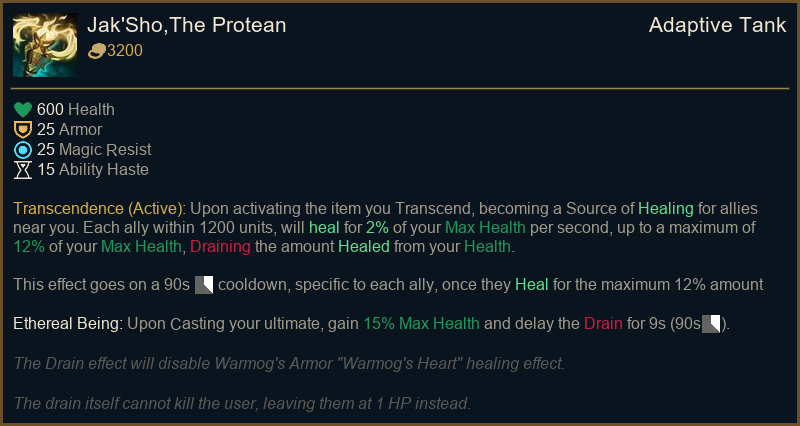 Jak'Sho,The Protean
Adaptive Tank
3200
600 Health
25 Armor
25 Magic Resist
15 Ability Haste
Transcendence (Active): Upon activating the item you Transcend, becoming a Source of Healing for allies
near you. Each ally within 1200 units, will heal for 2% of your Max Health per second, up to a maximum of
12% of your Max Health, Draining the amount Healed from your Health.
This effect goes on a 90s cooldown, specific to each ally, once they Heal for the maximum 12% amount
Ethereal Being: Upon Casting your ultimate, gain 15% Max Health and delay the Drain for 9s (90s).
The Drain effect will disable Warmog's Armor "Warmog's Heart" healing effect.
The drain itself cannot kill the user, leaving them at 1 HP instead.